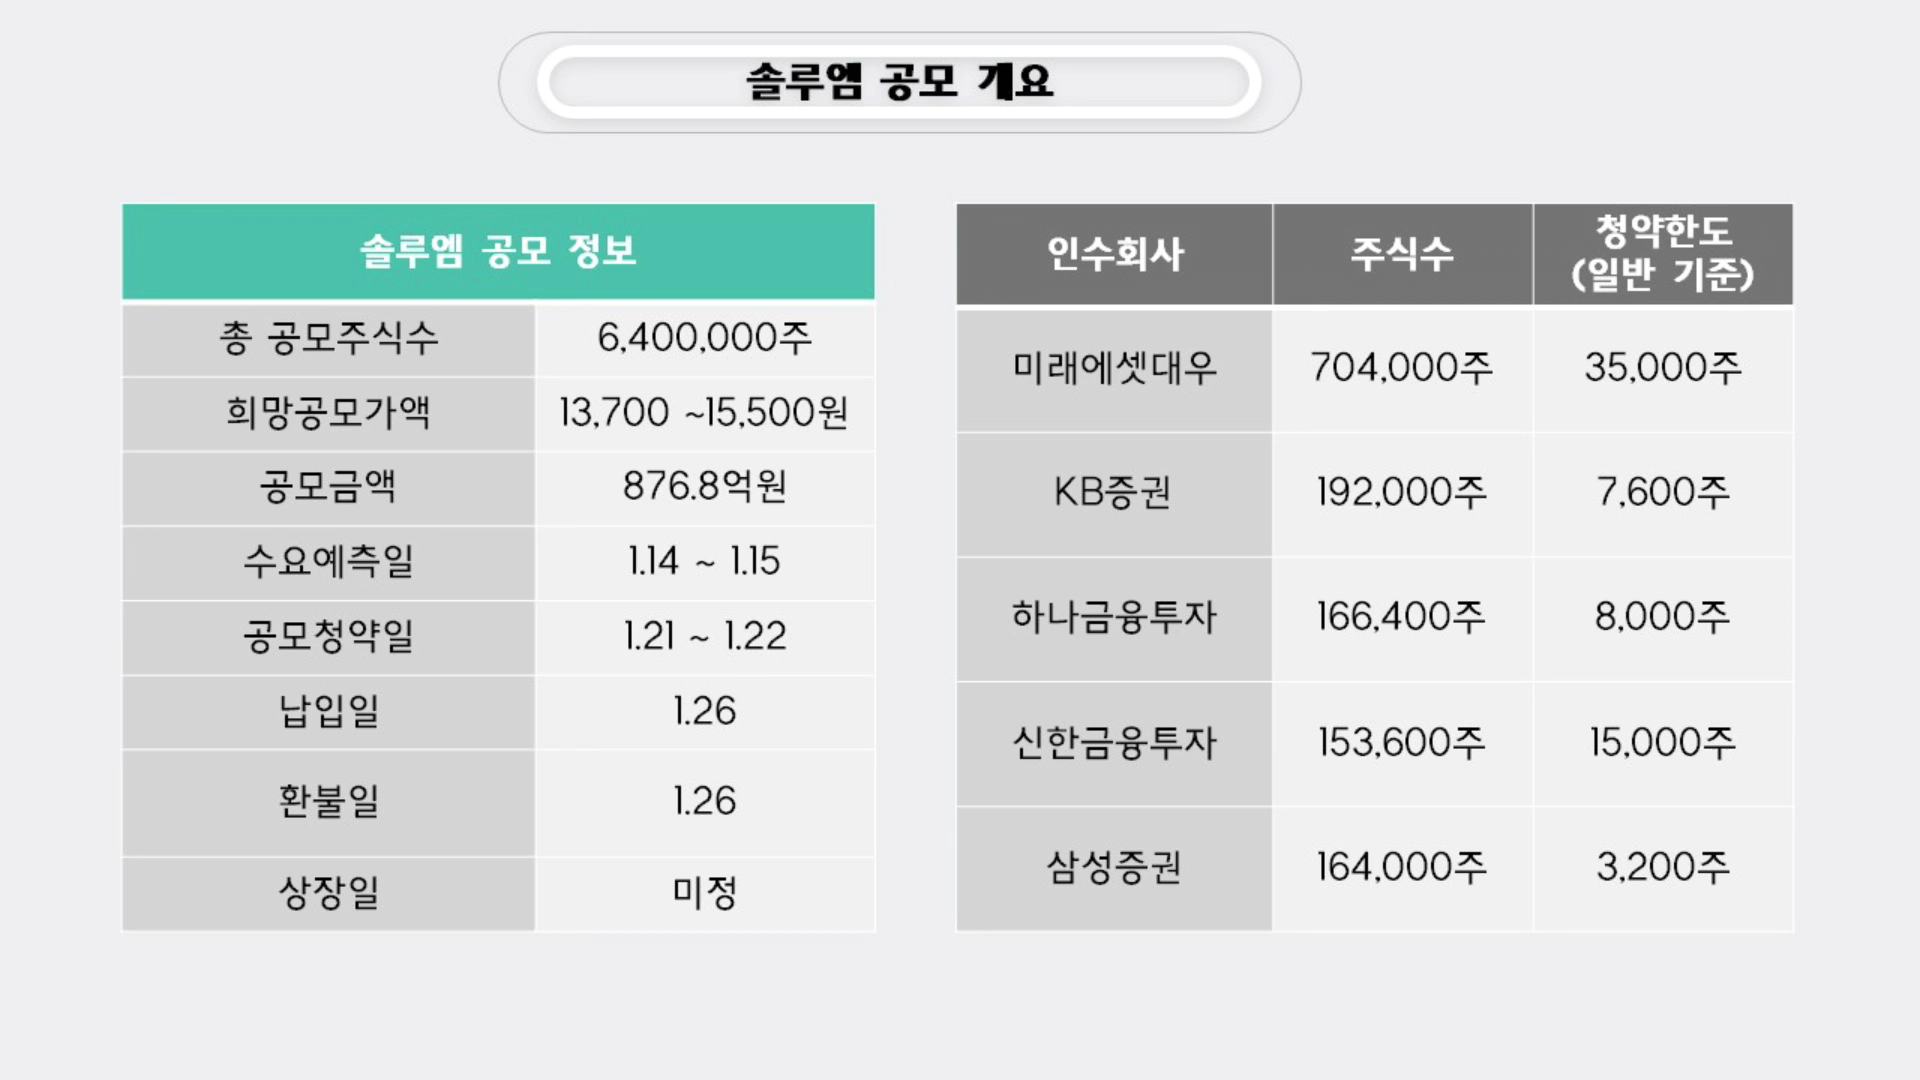 솔루엠 공모 개요
솔루엠 공모 정보
총 공모주식수 6,400,000주
희망공모가액 13,700 ~15,500원
공모금액 876.8억원
수요예측일 1.14 ~ 1.15
공모청약일 1.21 ~ 1.22
납입일 1.26
환불일 1.26
상장일 미정
인수회사 주식수 청약한도
(일반 기준)
미래에셋대우 704,000주 35,000주
KB증권 192,000주 7,600주
하나금융투자 166,400주 8,000주
신한금융투자 153,600주 15,000주
삼성증권 164,000주 3,200주